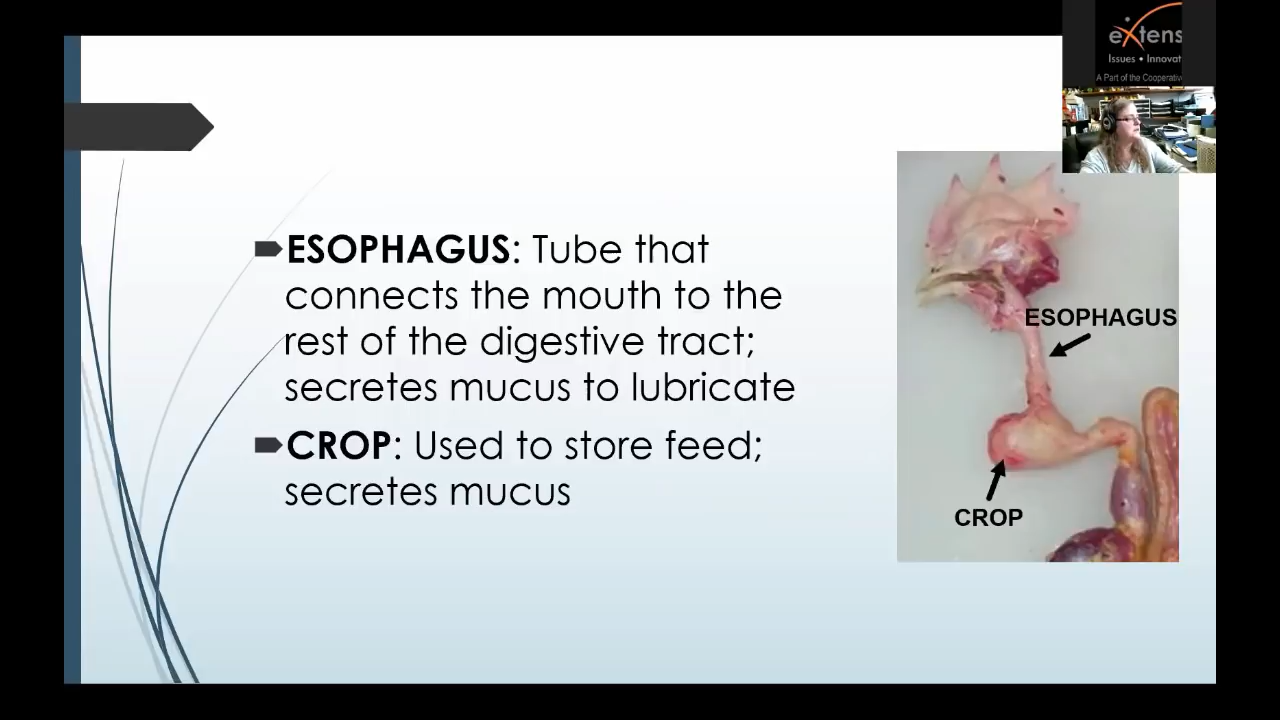 eXtens
Issues • Innovat
A Part of the Cooperativ
ESOPHAGUS: Tube that
connects the mouth to the
rest of the digestive tract;
secretes mucus to lubricate
CROP: Used to store feed;
secretes mucus
ESOPHAGUS
CROP